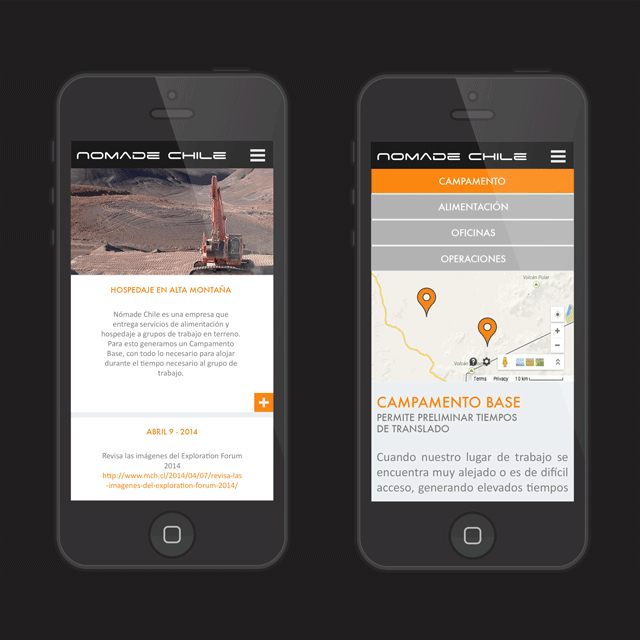 NOMADE CHILE
HOSPEDAJE EN ALTA MONTAÑA
Nómade Chile es una empresa que
entrega servicios de alimentación y
hospedaje a grupos de trabajo en terreno.
Para esto generamos un Campamento
Base, con todo lo necesario para alojar
durante el tiempo necesario al grupo de
trabajo.
+
ABRIL 9 - 2014
Revisa las imágenes del Exploration Forum
2014
http://www.mch.cl/2014/04/07/revisa-las
-imagenes-del-exploration-forum-2014/
NOMADE CHILE
CAMPAMENTO
ALIMENTACIÓN
OFICINAS
OPERACIONES
Volcán Polar
+
−
Volcán
Terms Privacy 10 km
CAMPAMENTO BASE
PERMITE PRELIMINAR TIEMPOS
DE TRANSLADO
Cuando nuestro lugar de trabajo se
encuentra muy alejado o es de difícil
acceso, generando elevados tiempos